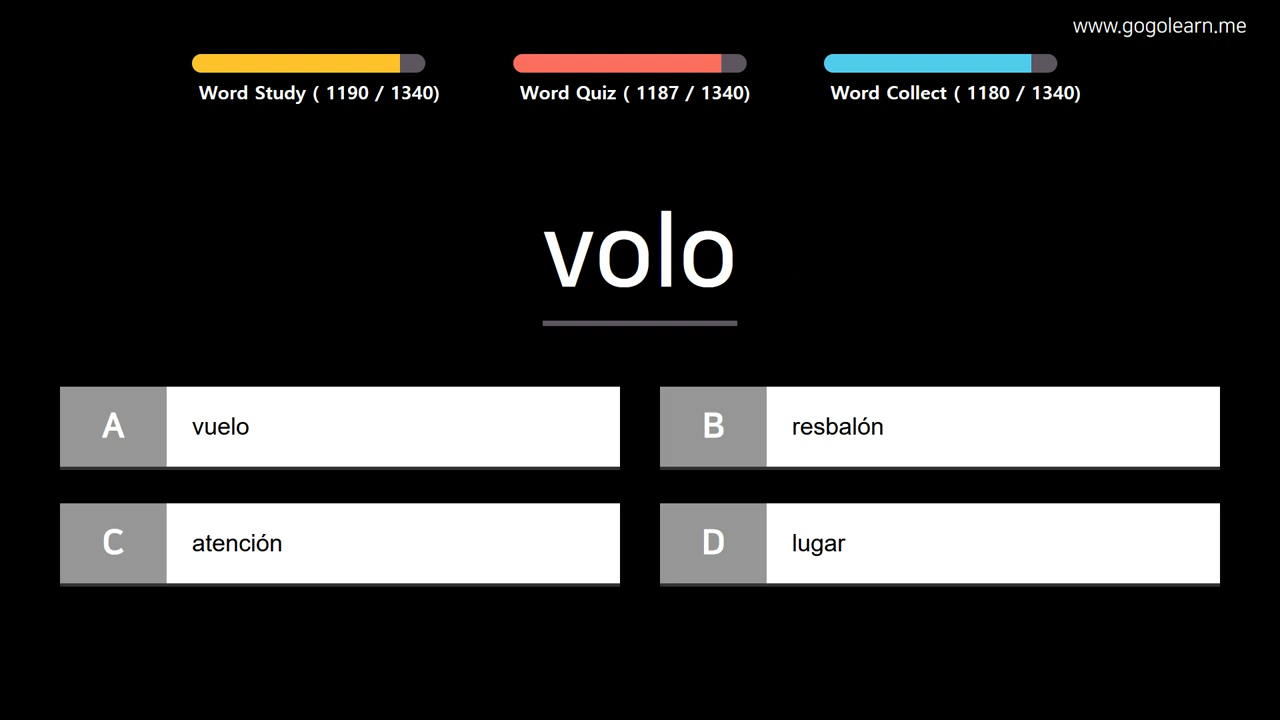 www.gogolearn.me
Word Study ( 1190 / 1340)
Word Quiz ( 1187 / 1340)
Word Collect ( 1180 / 1340)
volo
A vuelo
B resbalón
C atención
D lugar